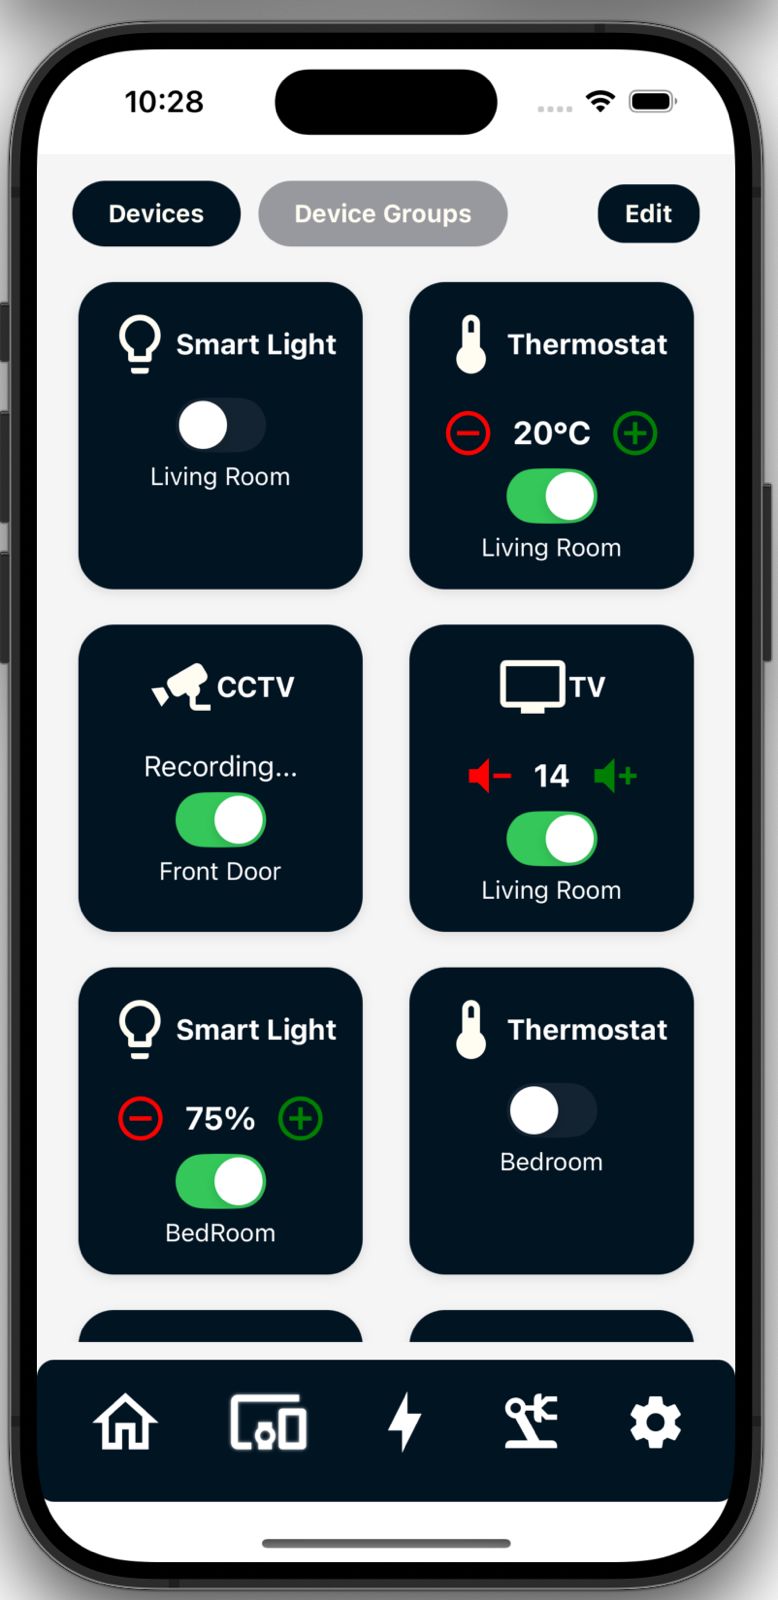 10:28
Devices
Device Groups
Edit
Smart Light
Living Room
Thermostat
20°C
Living Room
CCTV
Recording...
Front Door
TV
14
Living Room
Smart Light
75%
BedRoom
Thermostat
Bedroom